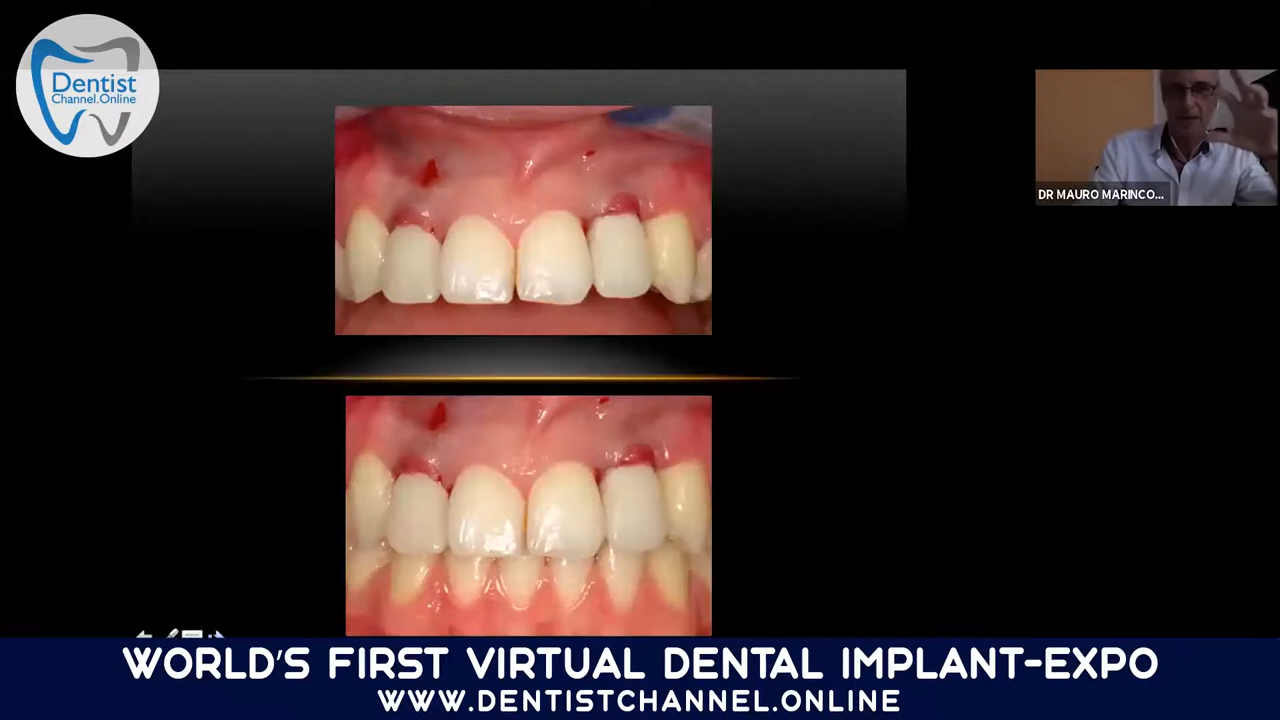 Dentist
Channel.Online
DR MAURO MARINCO...
WORLD'S FIRST VIRTUAL DENTAL IMPLANT-EXPO
WWW.DENTISTCHANNEL.ONLINE